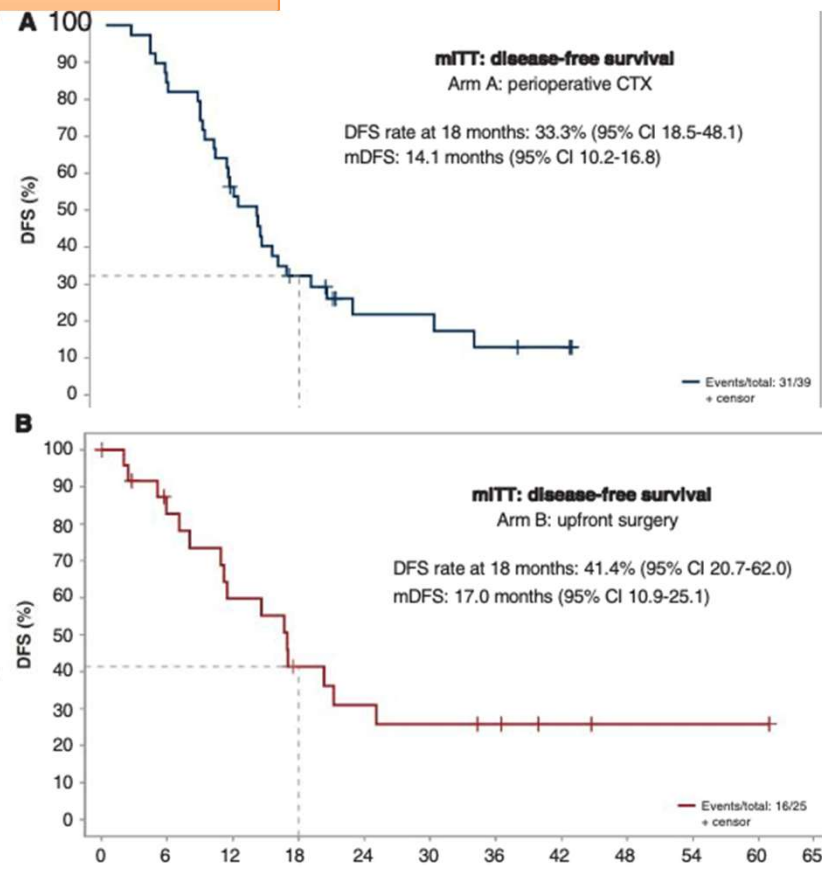 A
100
mITT: disease-free survival
90
Arm A: perioperative CTX
80
70
DFS rate at 18 months: 33.3% (95% CI 18.5-48.1)
mDFS: 14.1 months (95% CI 10.2-16.8)
60
50
40
30
20
10
0
DFS (%)
Events/total: 31/39
+ censor
B
100
90
mITT: disease-free survival
Arm B: upfront surgery
80
70
DFS rate at 18 months: 41.4% (95% CI 20.7-62.0)
mDFS: 17.0 months (95% CI 10.9-25.1)
60
50
40
30
20
10
0
DFS (%)
Events/total: 16/25
+ censor
0 6 12 18 24 30 36 42 48 54 60 65